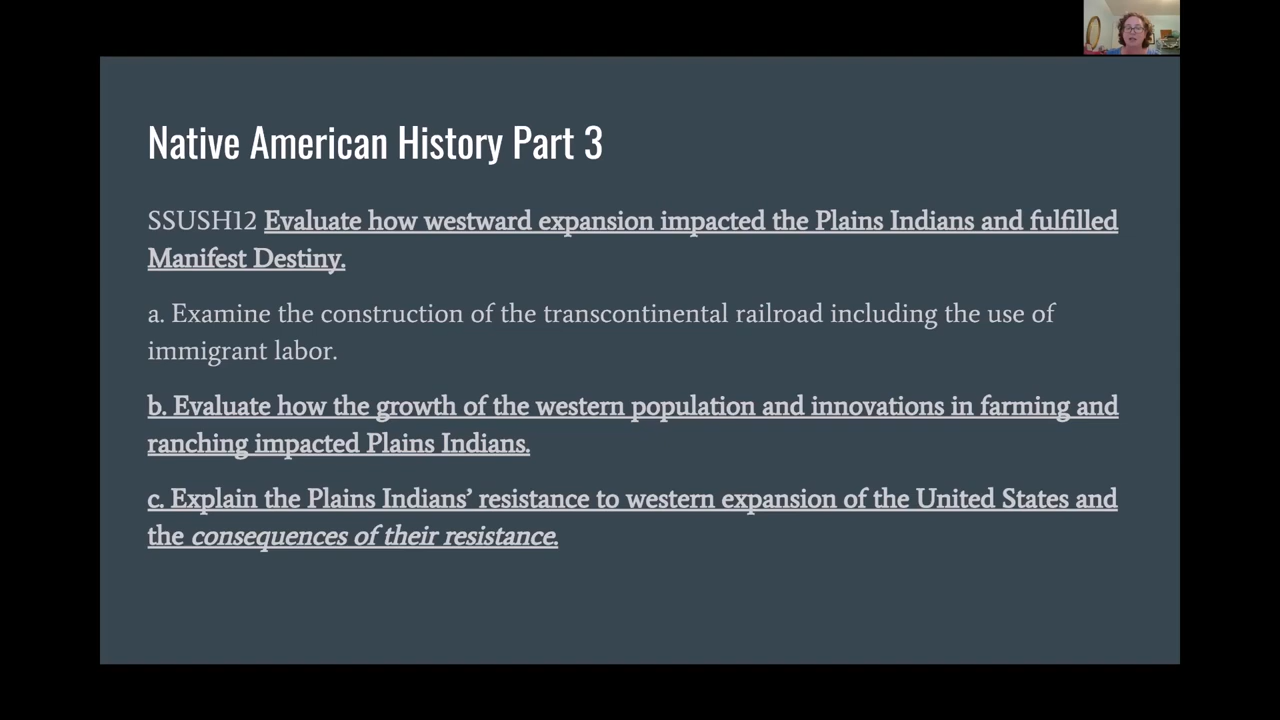 Native American History Part 3
SSUSH12 Evaluate how westward expansion impacted the Plains Indians and fulfilled
Manifest Destiny.
a. Examine the construction of the transcontinental railroad including the use of
immigrant labor.
b. Evaluate how the growth of the western population and innovations in farming and
ranching impacted Plains Indians.
c. Explain the Plains Indians’ resistance to western expansion of the United States and
the consequences of their resistance.